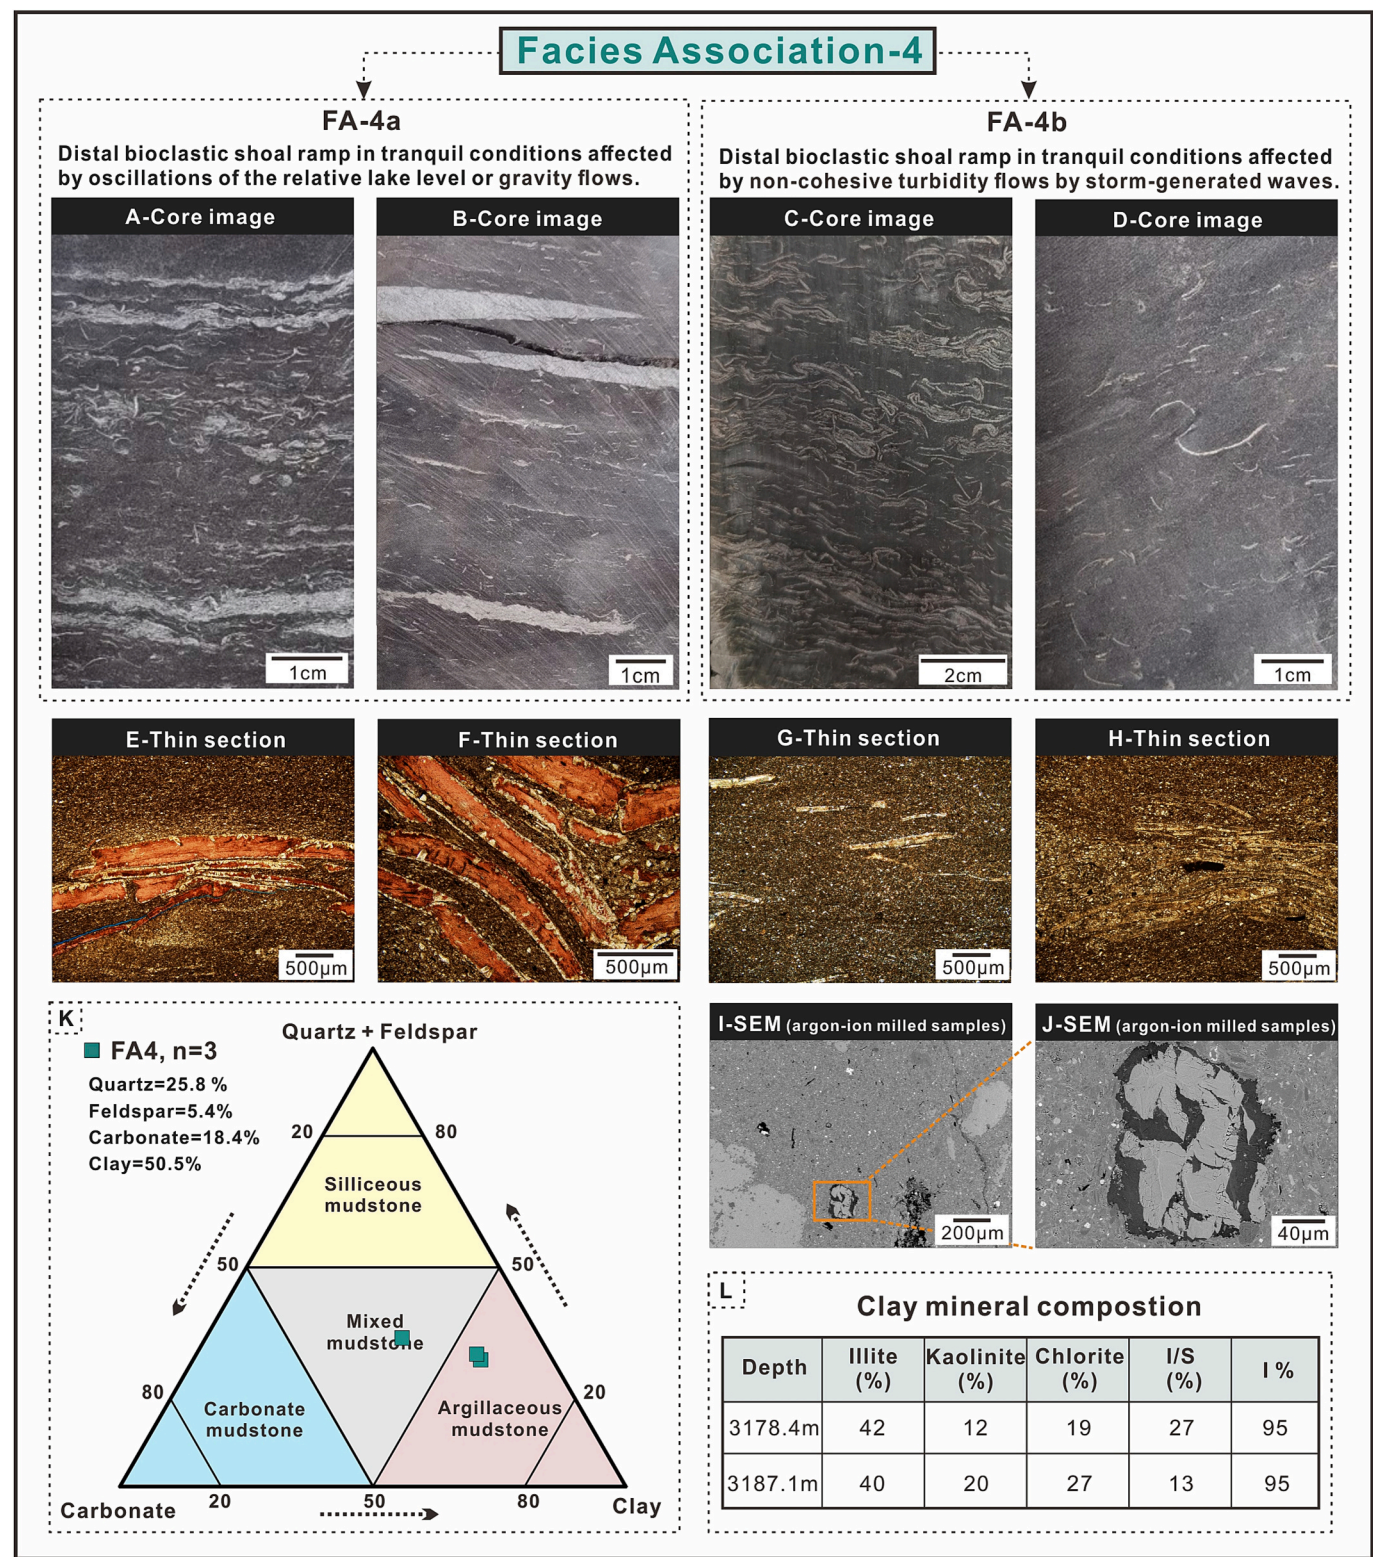 Facies Association-4
FA-4a
Distal bioclastic shoal ramp in tranquil conditions affected
by oscillations of the relative lake level or gravity flows.
FA-4b
Distal bioclastic shoal ramp in tranquil conditions affected
by non-cohesive turbidity flows by storm-generated waves.
A-Core image
B-Core image
C-Core image
D-Core image
1cm
1cm
2cm
1cm
E-Thin section
F-Thin section
G-Thin section
H-Thin section
500μm
500μm
500μm
500μm
K
Quartz + Feldspar
FA4, n=3
Quartz=25.8 %
Feldspar=5.4%
Carbonate=18.4%
Clay=50.5%
20
80
Silliceous
mudstone
50
50
Mixed
mudstone
80
20
Carbonate
mudstone
Argillaceous
mudstone
20
50
80
Carbonate
Clay
I-SEM (argon-ion milled samples)
J-SEM (argon-ion milled samples)
200μm
40μm
L
Clay mineral compostion
Depth Illite (%) Kaolinite (%) Chlorite (%) I/S (%) I %
3178.4m 42 12 19 27 95
3187.1m 40 20 27 13 95